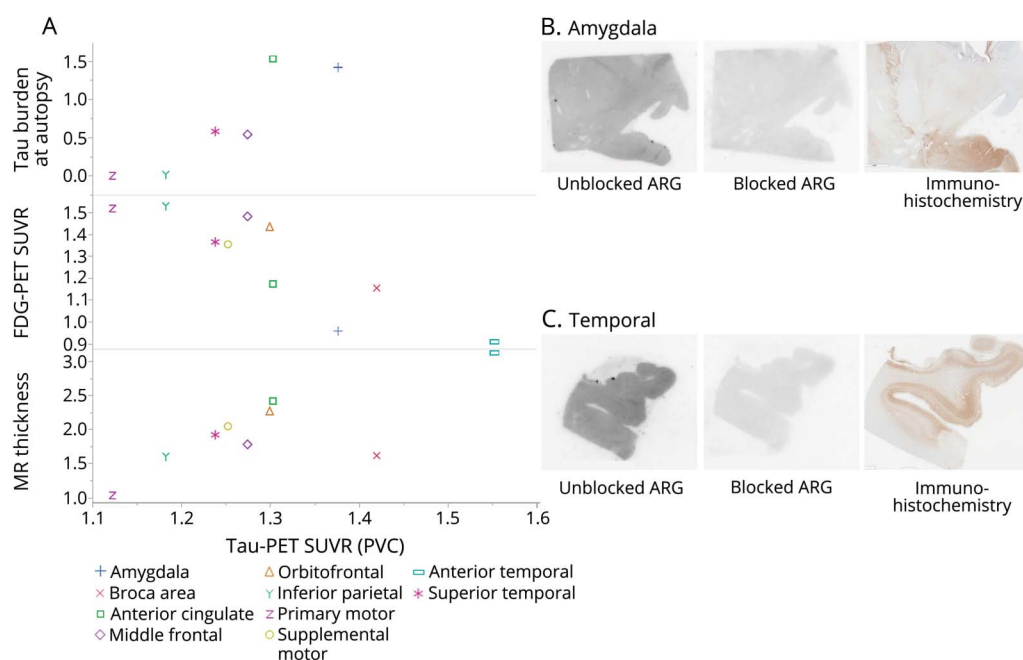 A
B. Amygdala
Tau burden
at autopsy
1.5
1.0
0.5
0.0
Unblocked ARG
Blocked ARG
Immuno-
histochemistry
FDG-PET SUVR
1.5
1.4
1.3
1.2
1.1
1.0
0.9
C. Temporal
MR thickness
3.0
2.5
2.0
1.5
1.0
Unblocked ARG
Blocked ARG
Immuno-
histochemistry
1.1 1.2 1.3 1.4 1.5 1.6
Tau-PET SUVR (PVC)
Amygdala
Broca area
Anterior cingulate
Middle frontal
Orbitofrontal
Inferior parietal
Primary motor
Supplemental
motor
Anterior temporal
Superior temporal